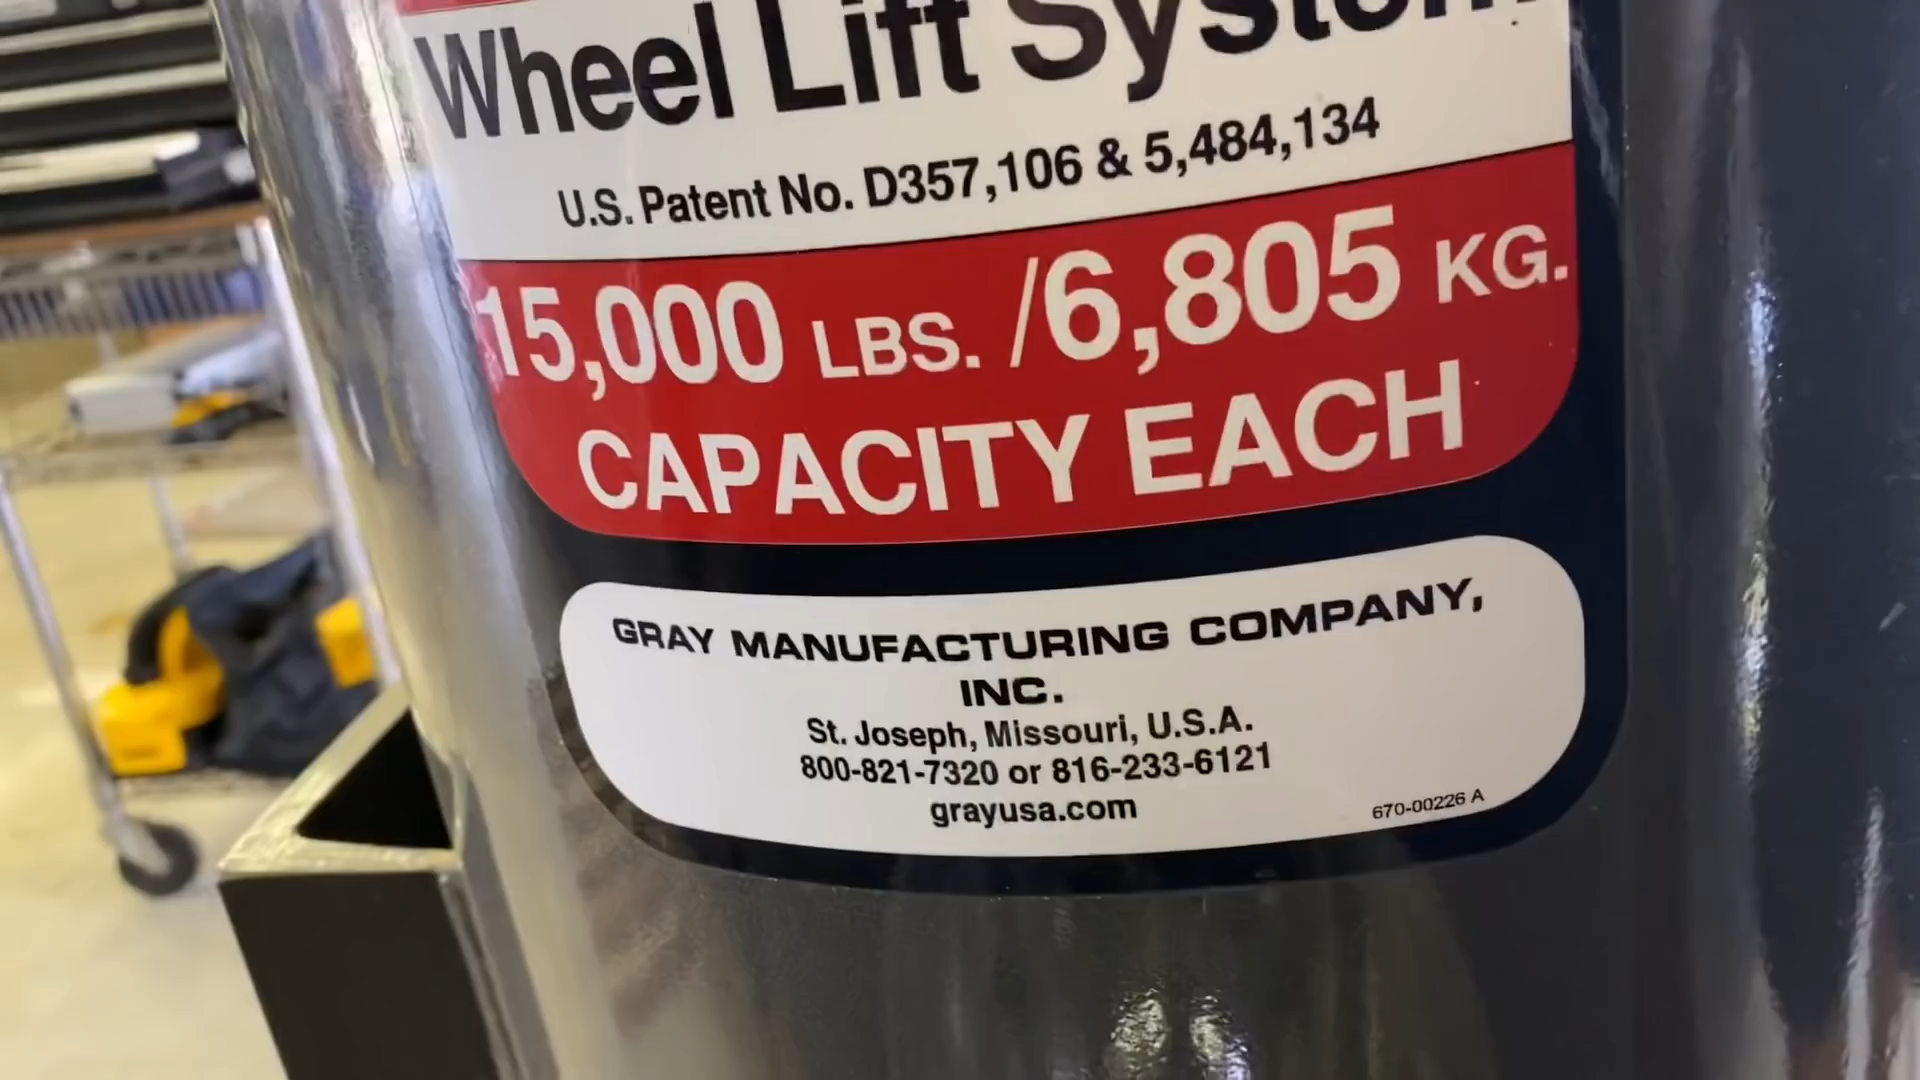 Wheel Lift System
U.S. Patent No. D357,106 & 5,484,134
15,000 LBS. /6,805 KG.
CAPACITY EACH
GRAY MANUFACTURING COMPANY,
INC.
St. Joseph, Missouri, U.S.A.
800-821-7320 or 816-233-6121
grayusa.com
670-00226 A